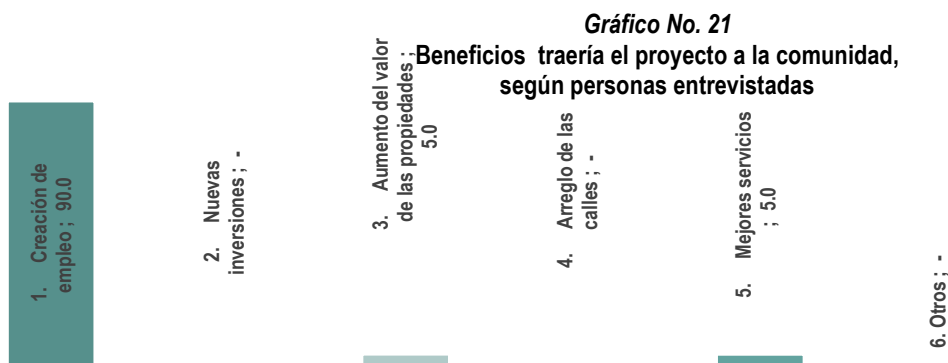 Gráfico No. 21
Beneficios traería el proyecto a la comunidad,
según personas entrevistadas
1. Creación de
empleo ; 90.0
2. Nuevas
inversiones ; -
3. Aumento del valor
de las propiedades ;
5.0
4. Arreglo de las
calles ; -
5. Mejores servicios
; 5.0
6. Otros ; -